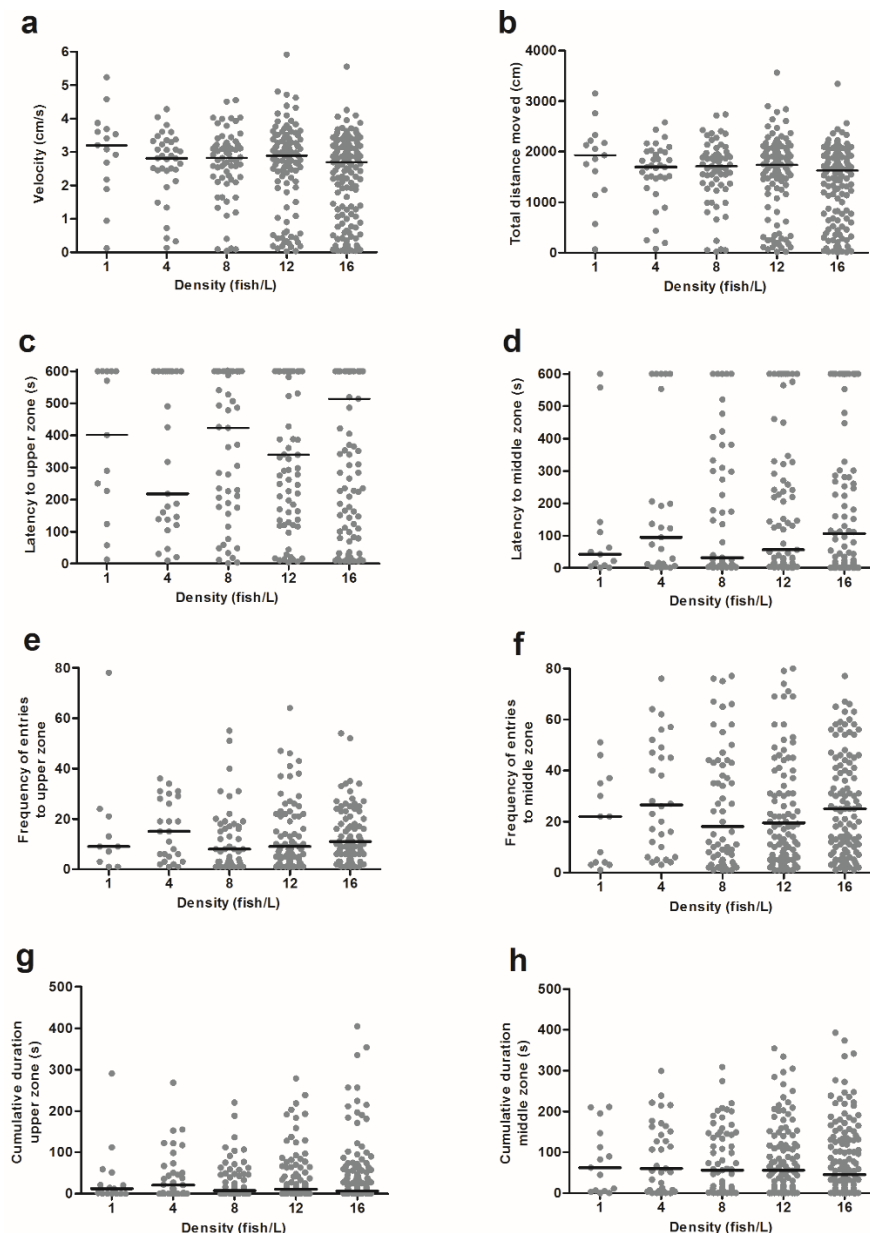 a
Velocity (cm/s)
6
5
4
3
2
1
0
1 4 8 12 16
Density (fish/L)
b
Total distance moved (cm)
4000
3000
2000
1000
0
1 4 8 12 16
Density (fish/L)
c
Latency to upper zone (s)
600
500
400
300
200
100
0
1 4 8 12 16
Density (fish/L)
d
Latency to middle zone (s)
600
500
400
300
200
100
0
1 4 8 12 16
Density (fish/L)
e
Frequency of entries
to upper zone
80
60
40
20
0
1 4 8 12 16
Density (fish/L)
f
Frequency of entries
to middle zone
80
60
40
20
0
1 4 8 12 16
Density (fish/L)
g
Cumulative duration
upper zone (s)
500
400
300
200
100
0
1 4 8 12 16
Density (fish/L)
h
Cumulative duration
middle zone (s)
500
400
300
200
100
0
1 4 8 12 16
Density (fish/L)